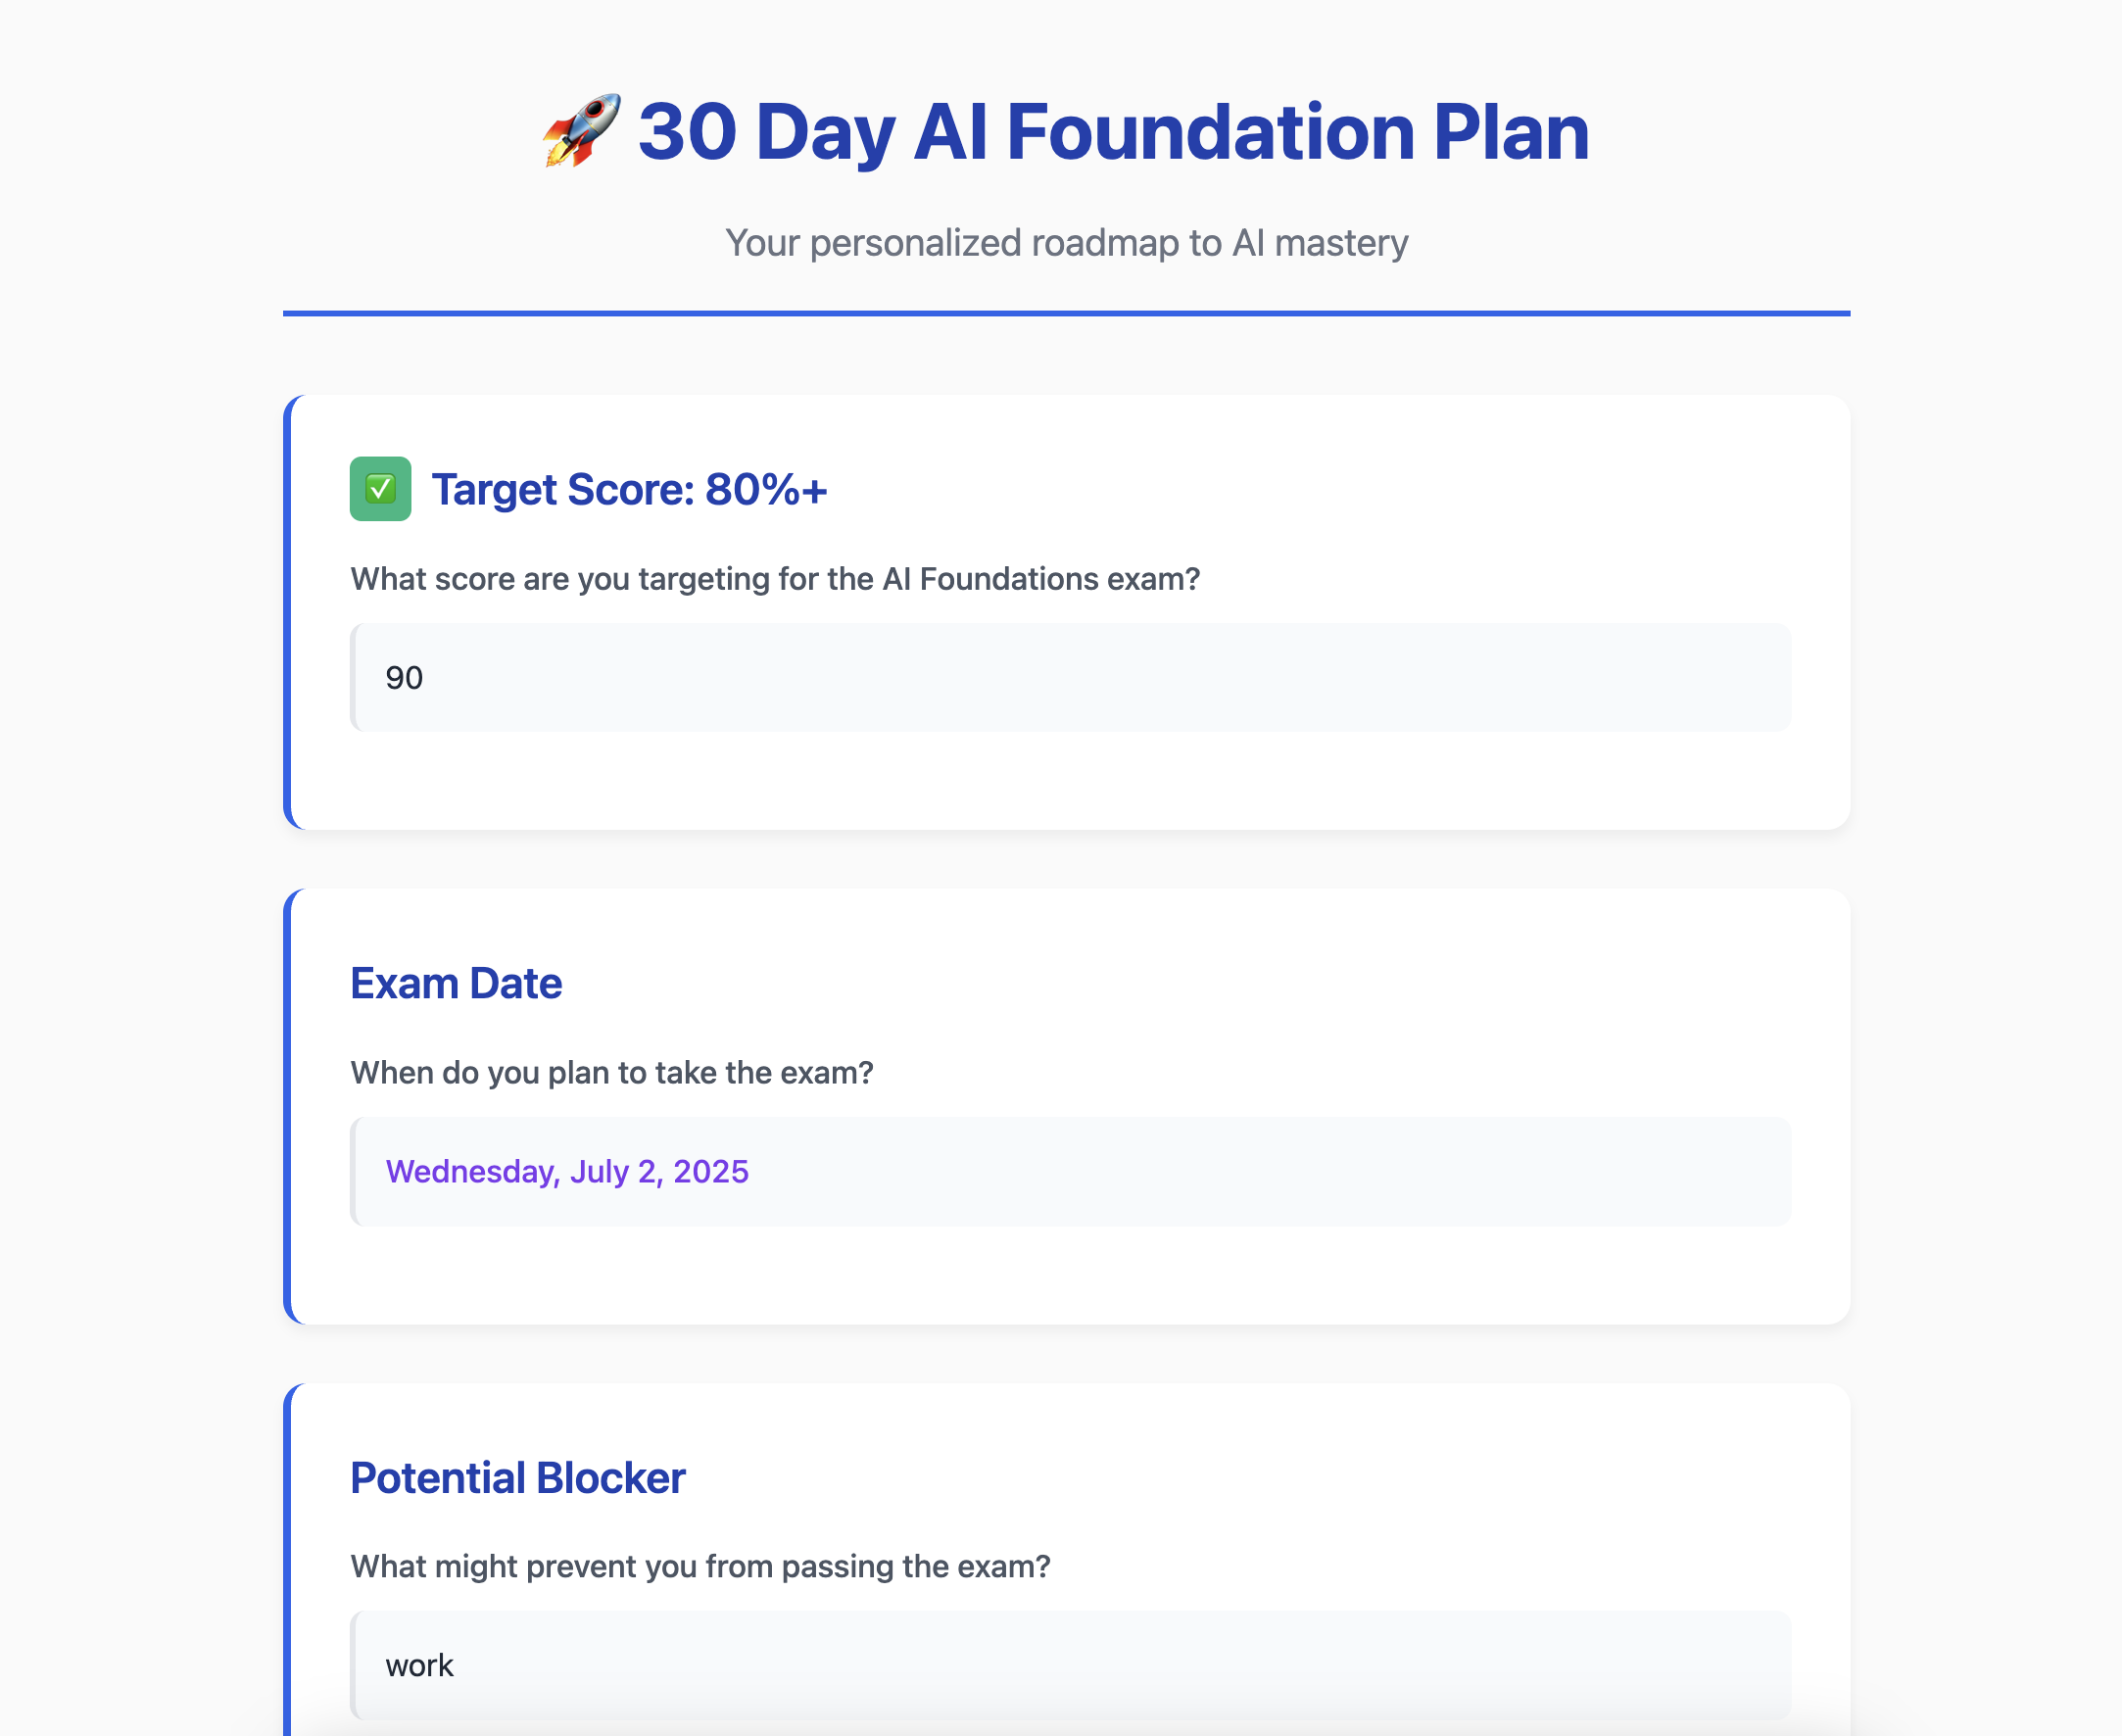 🚀 30 Day AI Foundation Plan
Your personalized roadmap to AI mastery
✅ Target Score: 80%+
What score are you targeting for the AI Foundations exam?
90
Exam Date
When do you plan to take the exam?
Wednesday, July 2, 2025
Potential Blocker
What might prevent you from passing the exam?
work